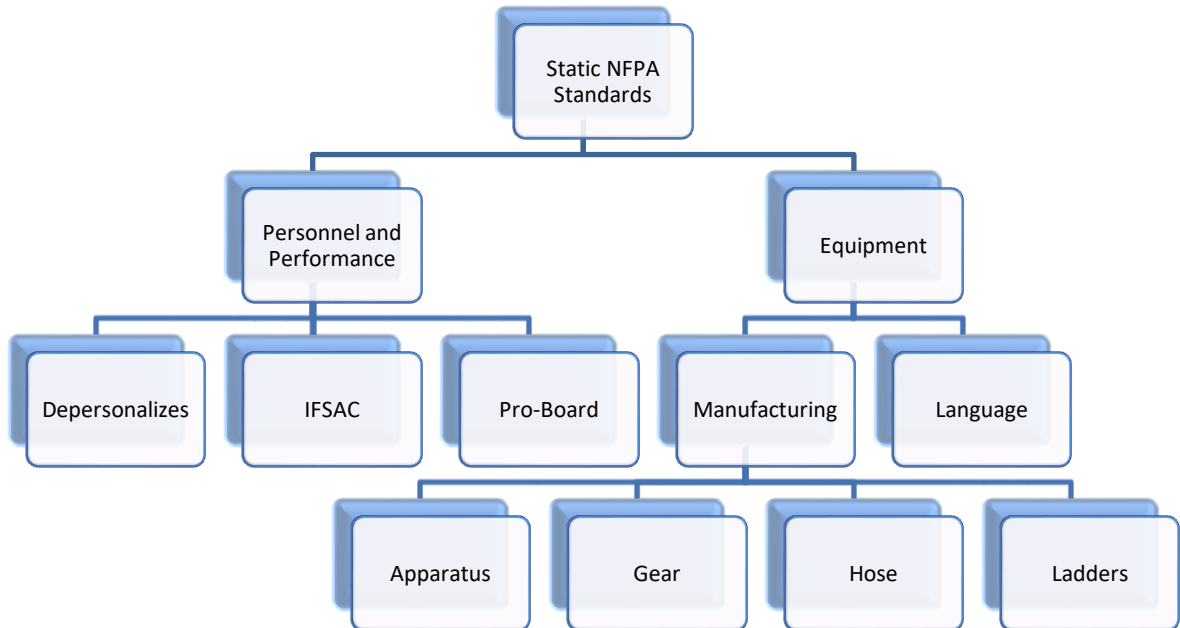 Static NFPA
Standards
Personnel and
Performance
Equipment
Depersonalizes
IFSAC
Pro-Board
Manufacturing
Language
Apparatus
Gear
Hose
Ladders